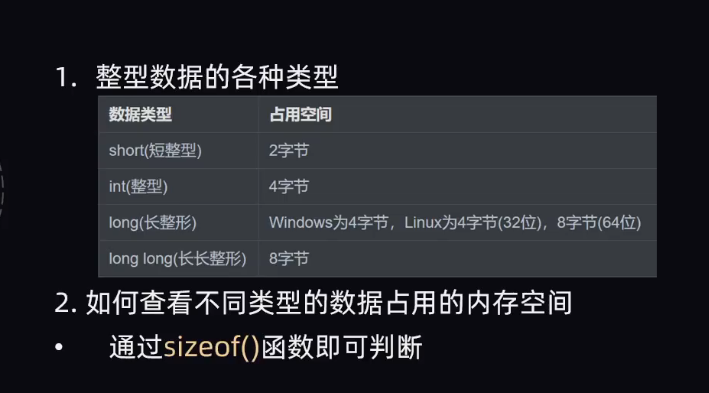 1. 整型数据的各种类型
数据类型 占用空间
short(短整型) 2字节
int(整型) 4字节
long(长整形) Windows为4字节，Linux为4字节(32位)，8字节(64位)
long long(长长整形) 8字节
2. 如何查看不同类型的数据占用的内存空间
• 通过sizeof()函数即可判断